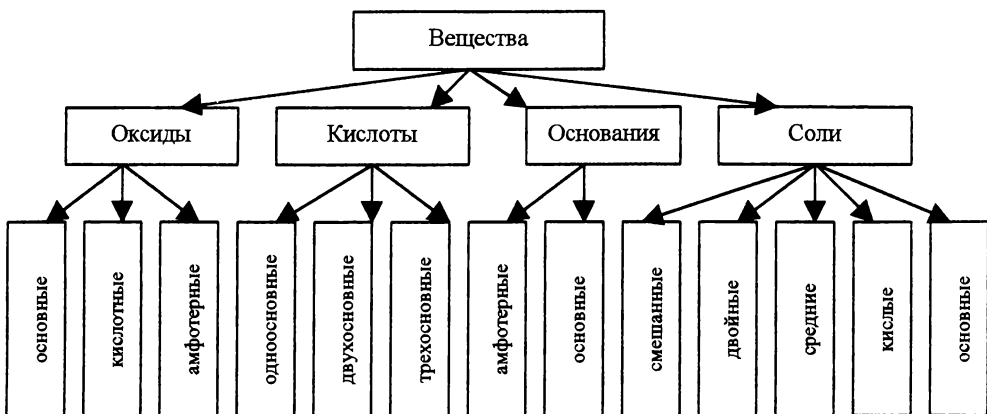 Вещества
Оксиды
Кислоты
Основания
Соли
основные
кислотные
амфотерные
одноосновные
двухосновные
трехосновные
амфотерные
основные
смешанные
двойные
средние
кислые
основные